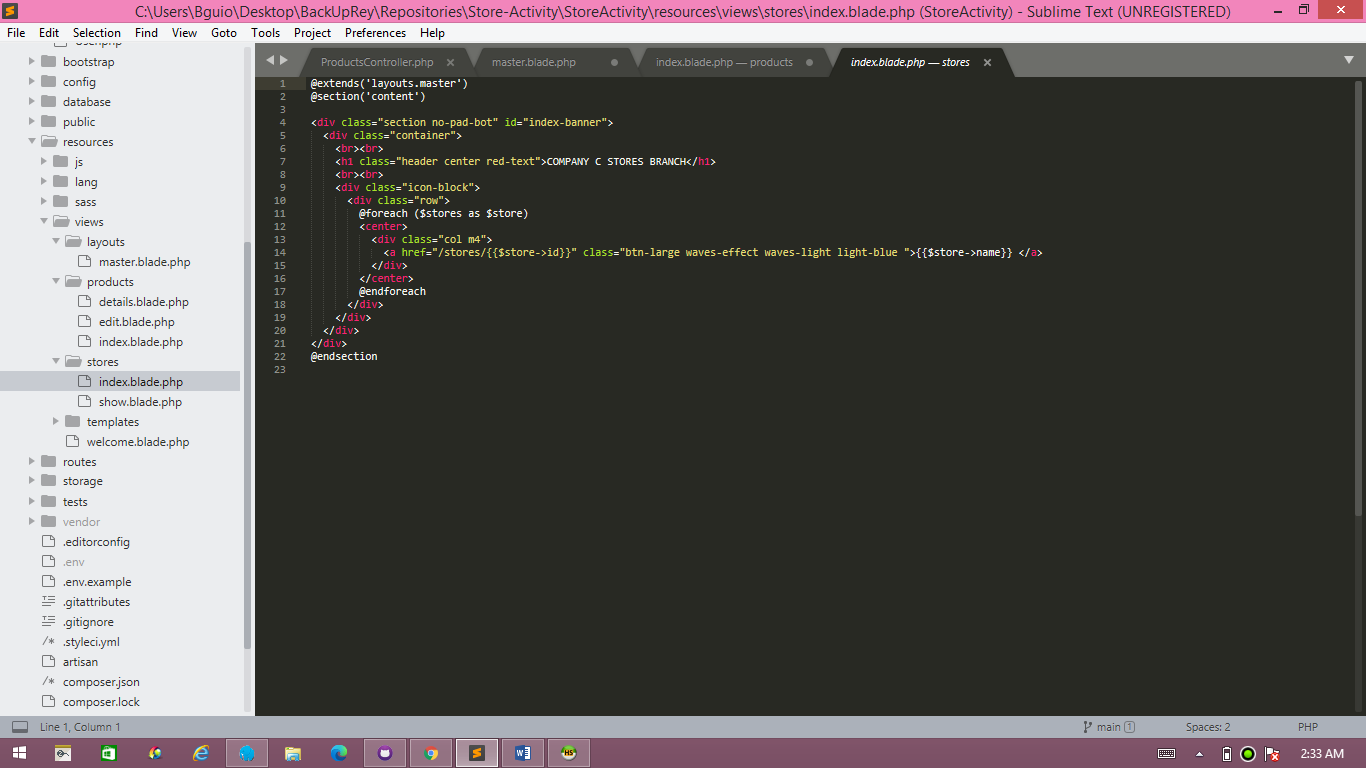 C:\Users\Bguio\Desktop\BackUpRey\Repositories\Store-Activity\StoreActivity\resources\views\stores\index.blade.php (StoreActivity) - Sublime Text (UNREGISTERED)
File Edit Selection Find View Goto Tools Project Preferences Help
bootstrap
config
database
public
resources
js
lang
sass
views
layouts
master.blade.php
products
details.blade.php
edit.blade.php
index.blade.php
stores
index.blade.php
show.blade.php
templates
welcome.blade.php
routes
storage
tests
vendor
.editorconfig
.env
.env.example
.gitattributes
.gitignore
.styleci.yml
artisan
composer.json
composer.lock
ProductsController.php master.blade.php index.blade.php — products index.blade.php — stores
1 @extends('layouts.master')
2 @section('content')
3
4 <div class="section no-pad-bot" id="index-banner">
5 <div class="container">
6 <br><br>
7 <h1 class="header center red-text">COMPANY C STORES BRANCH</h1>
8 <br><br>
9 <div class="icon-block">
10 <div class="row">
11 @foreach ($stores as $store)
12 <center>
13 <div class="col m4">
14 <a href="/stores/{{$store->id}}" class="btn-large waves-effect waves-light light-blue ">{{$store->name}} </a>
15 </div>
16 </center>
17 @endforeach
18 </div>
19 </div>
20 </div>
21 </div>
22 @endsection
23
Line 1, Column 1 main 1 Spaces: 2 PHP
2:33 AM